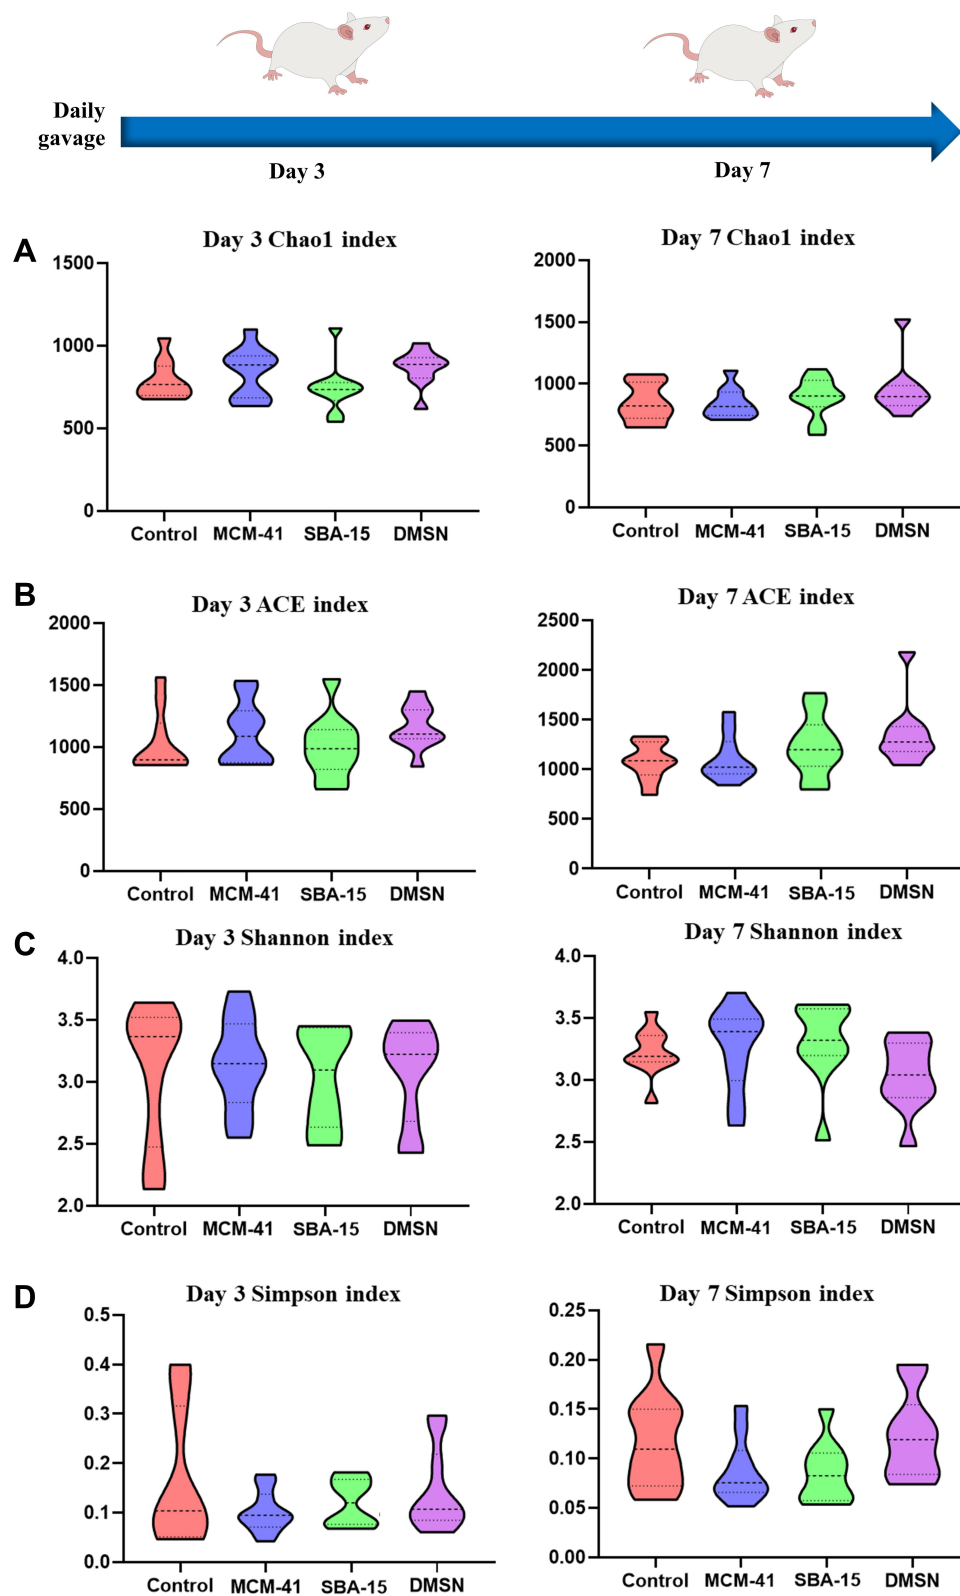 Daily
gavage
Day 3
Day 7
A
Day 3 Chao1 index
1500
1000
500
0
Control
MCM-41
SBA-15
DMSN
Day 7 Chao1 index
2000
1500
1000
500
0
Control
MCM-41
SBA-15
DMSN
B
Day 3 ACE index
2000
1500
1000
500
0
Control
MCM-41
SBA-15
DMSN
Day 7 ACE index
2500
2000
1500
1000
500
0
Control
MCM-41
SBA-15
DMSN
C
Day 3 Shannon index
4.0
3.5
3.0
2.5
2.0
Control
MCM-41
SBA-15
DMSN
Day 7 Shannon index
4.0
3.5
3.0
2.5
2.0
Control
MCM-41
SBA-15
DMSN
D
Day 3 Simpson index
0.5
0.4
0.3
0.2
0.1
0.0
Control
MCM-41
SBA-15
DMSN
Day 7 Simpson index
0.25
0.20
0.15
0.10
0.05
0.00
Control
MCM-41
SBA-15
DMSN